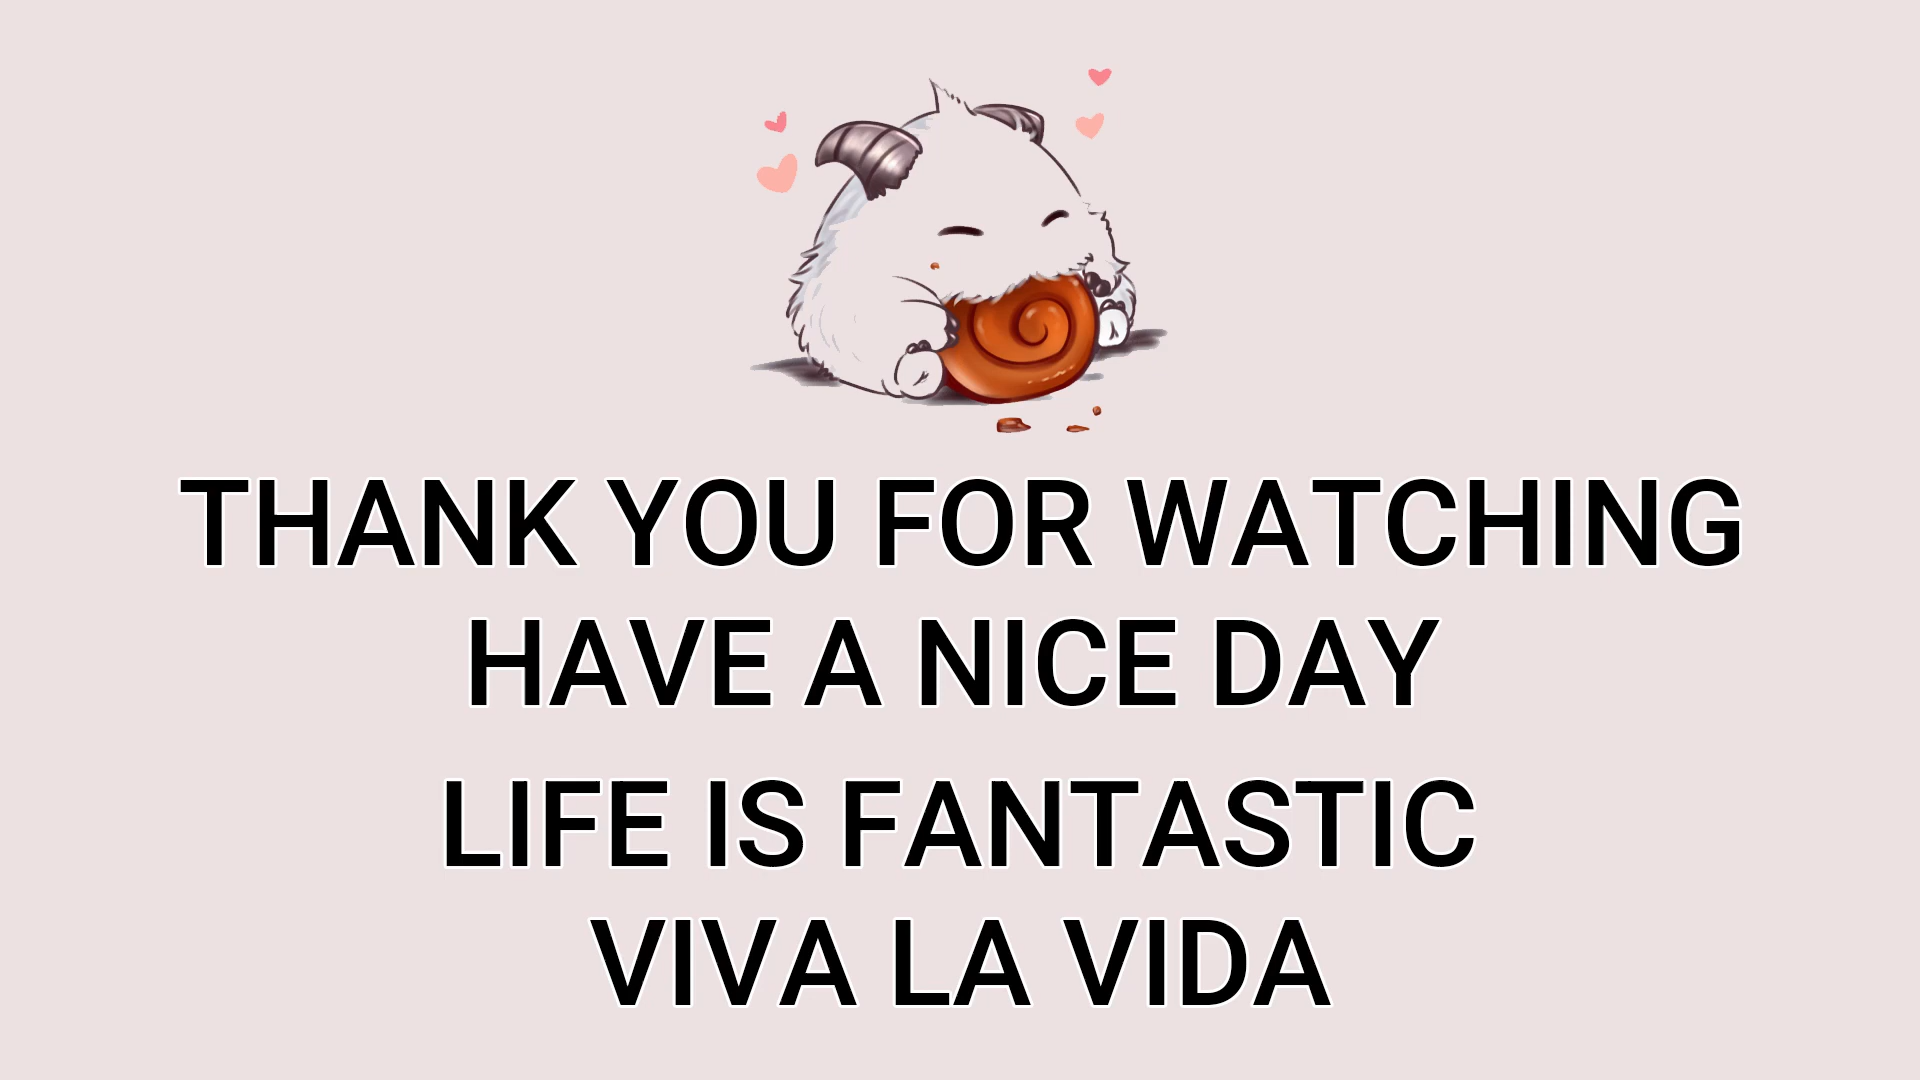 THANK YOU FOR WATCHING
HAVE A NICE DAY
LIFE IS FANTASTIC
VIVA LA VIDA